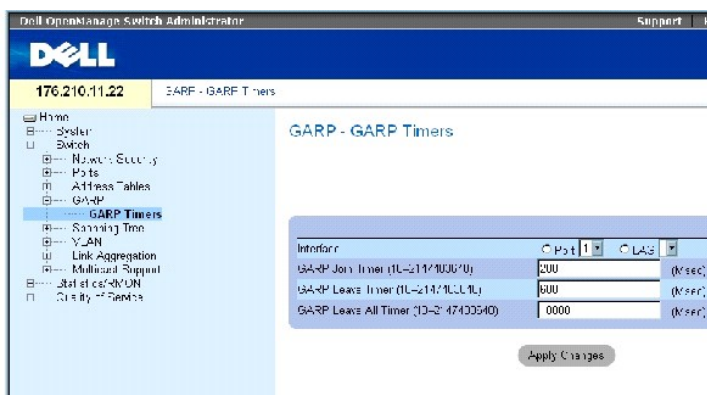 Dell OpenManage Switch Administrator
Support
DELL
176.210.11.22
GARP - GARP Timers
Home
System
Switch
Network Security
Ports
Address Tables
GARP
GARP Timers
Spanning Tree
VLAN
Link Aggregation
Multicast Support
Statistics/RMON
Quality of Service
GARP - GARP Timers
Interface
Port 1
LAG
GARP Join Timer
200
(Msec)
GARP Leave Timer
600
(Msec)
GARP Leave All Timer
(Msec)
Apply Changes